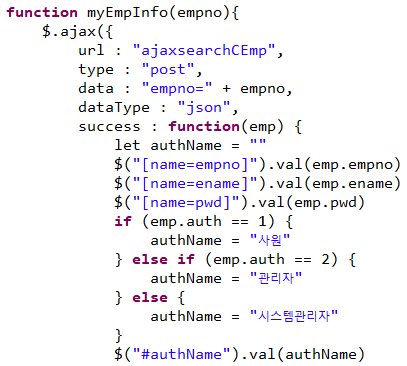 function myEmpInfo(empno){
    $.ajax({
        url : "ajaxsearchCEmp",
        type : "post",
        data : "empno=" + empno,
        dataType : "json",
        success : function(emp) {
            let authName = ""
            $("[name=empno]").val(emp.empno)
            $("[name=ename]").val(emp.ename)
            $("[name=pwd]").val(emp.pwd)
            if (emp.auth == 1) {
                authName = "사원"
            } else if (emp.auth == 2) {
                authName = "관리자"
            } else {
                authName = "시스템관리자"
            }
            $("#authName").val(authName)